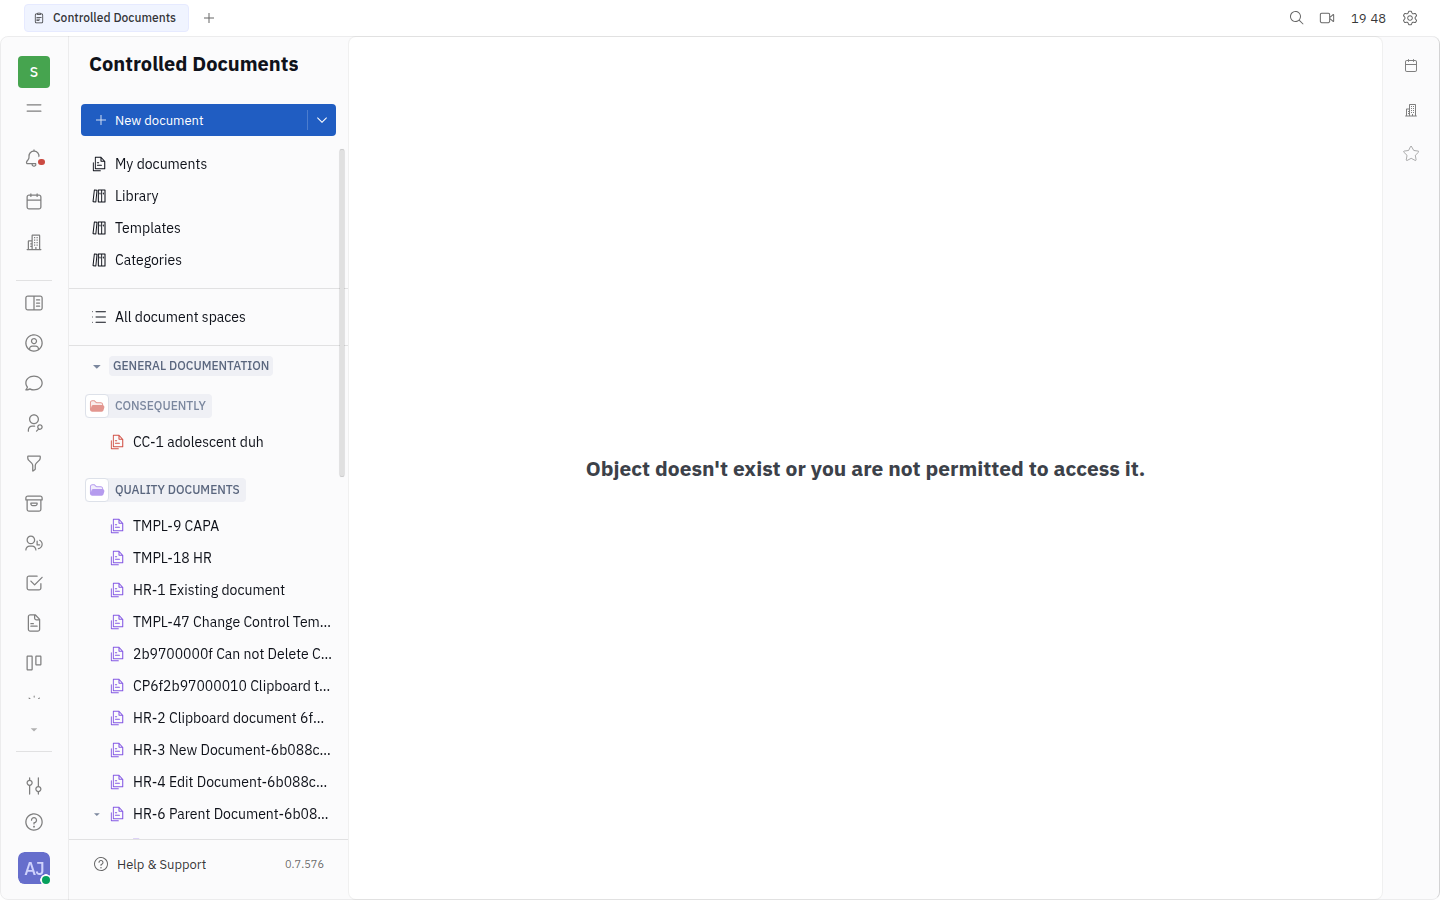 Controlled Documents
19 48
S
Controlled Documents
New document
My documents
Library
Templates
Categories
All document spaces
GENERAL DOCUMENTATION
CONSEQUENTLY
CC-1 adolescent duh
QUALITY DOCUMENTS
TMPL-9 CAPA
TMPL-18 HR
HR-1 Existing document
TMPL-47 Change Control Tem...
2b9700000f Can not Delete C...
CP6f2b97000010 Clipboard t...
HR-2 Clipboard document 6f...
HR-3 New Document-6b088c...
HR-4 Edit Document-6b088c...
HR-6 Parent Document-6b08...
Help & Support
0.7.576
AJ
Object doesn't exist or you are not permitted to access it.